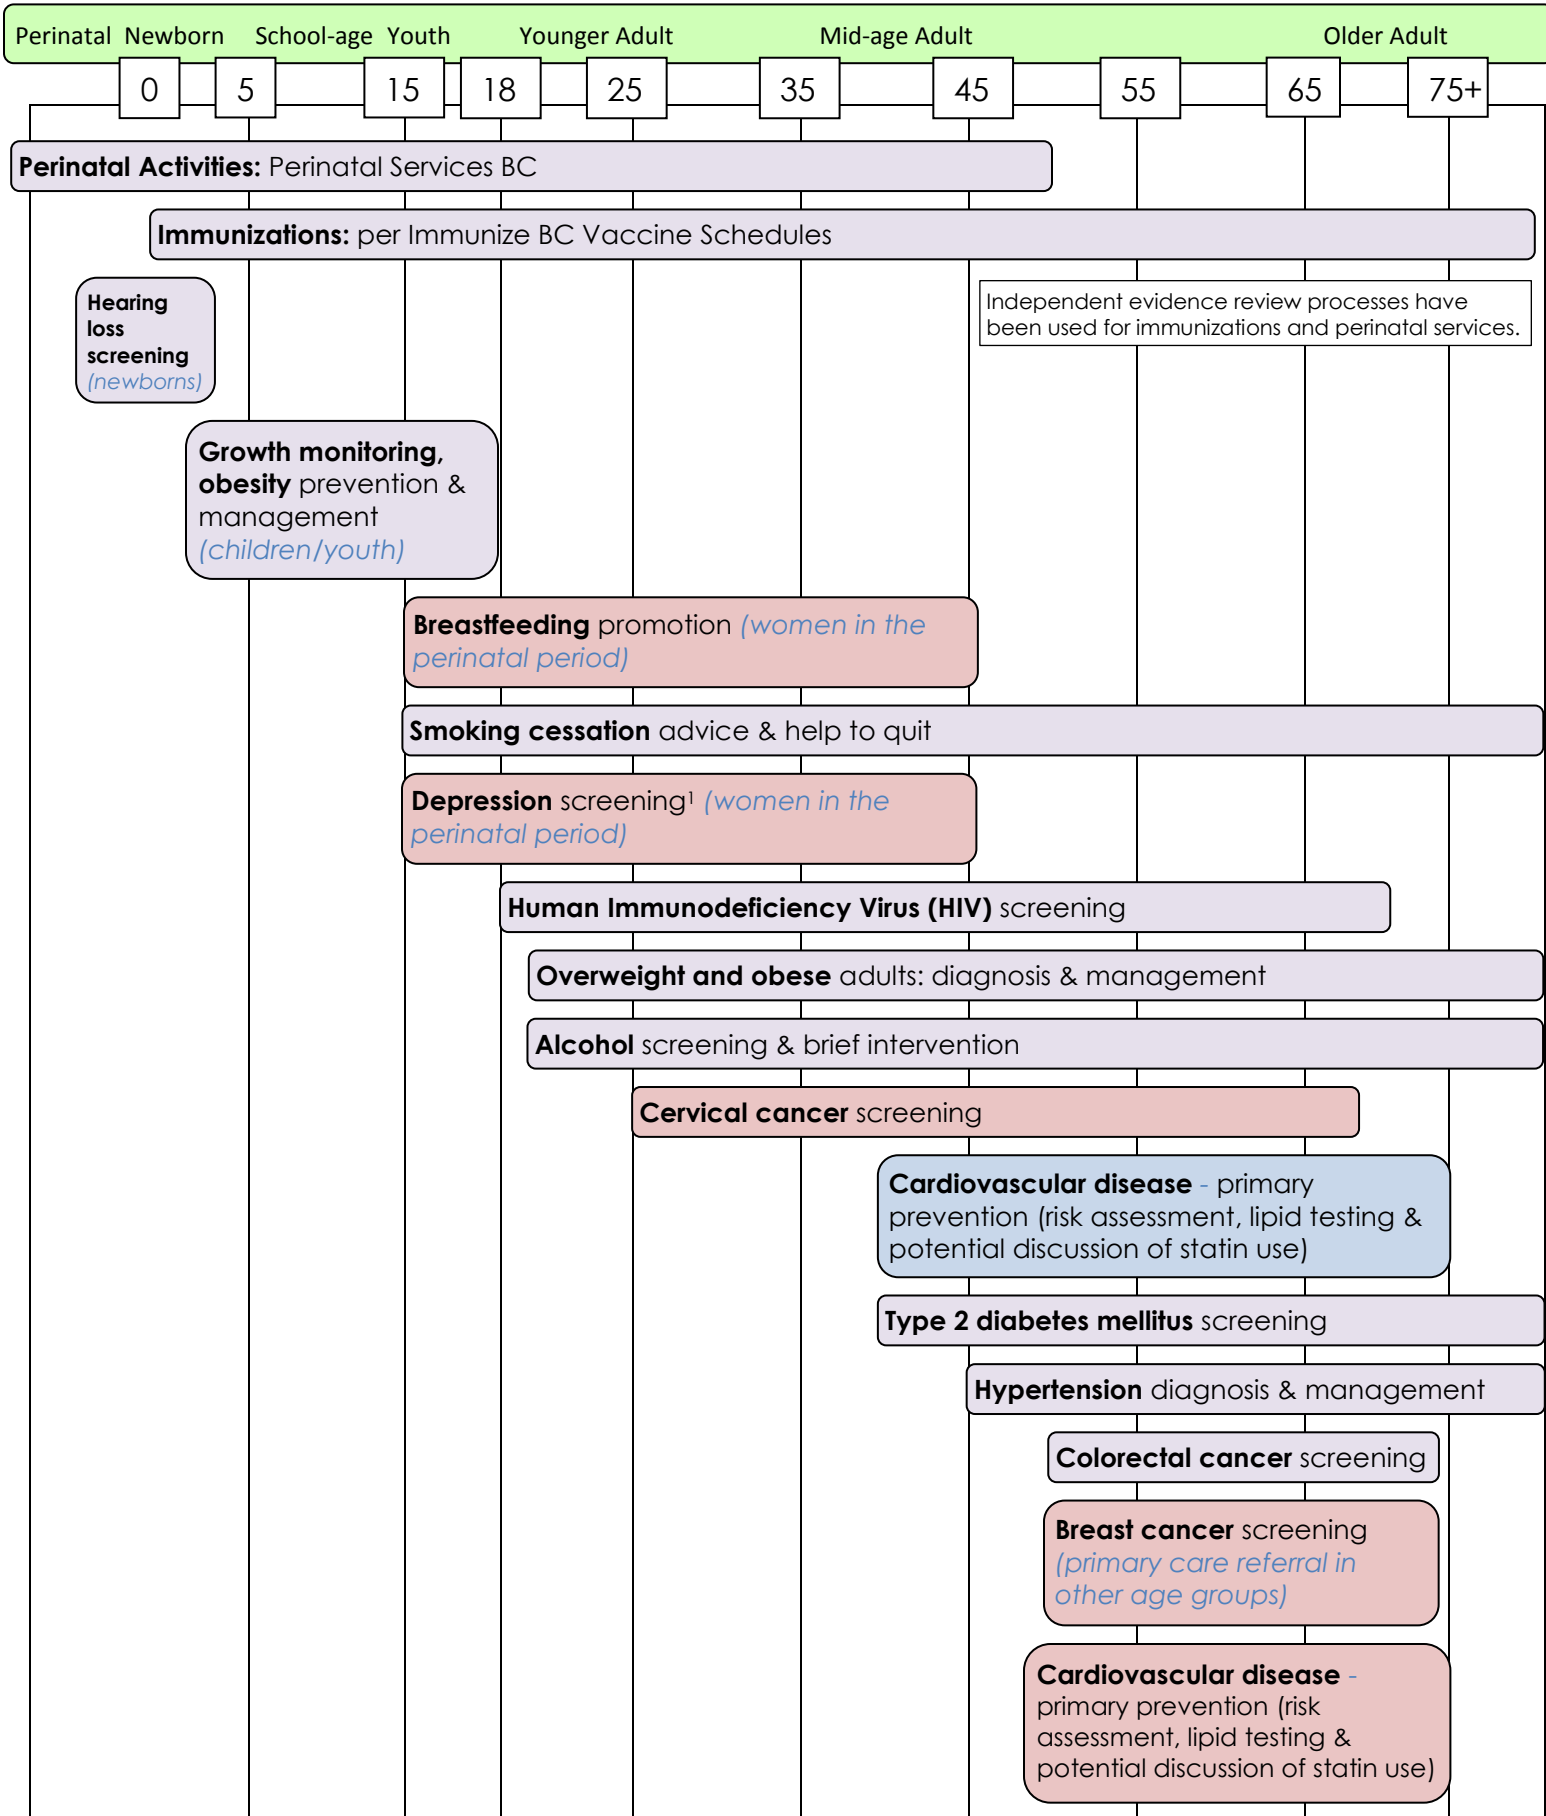 Perinatal Newborn School-age Youth Younger Adult Mid-age Adult Older Adult
0 5 15 18 25 35 45 55 65 75+
Perinatal Activities: Perinatal Services BC
Immunizations: per Immunize BC Vaccine Schedules
Hearing
loss
screening
(newborns)
Independent evidence review processes have
been used for immunizations and perinatal services.
Growth monitoring,
obesity prevention &
management
(children/youth)
Breastfeeding promotion (women in the
perinatal period)
Smoking cessation advice & help to quit
Depression screening¹ (women in the
perinatal period)
Human Immunodeficiency Virus (HIV) screening
Overweight and obese adults: diagnosis & management
Alcohol screening & brief intervention
Cervical cancer screening
Cardiovascular disease - primary
prevention (risk assessment, lipid testing &
potential discussion of statin use)
Type 2 diabetes mellitus screening
Hypertension diagnosis & management
Colorectal cancer screening
Breast cancer screening
(primary care referral in
other age groups)
Cardiovascular disease -
primary prevention (risk
assessment, lipid testing &
potential discussion of statin use)